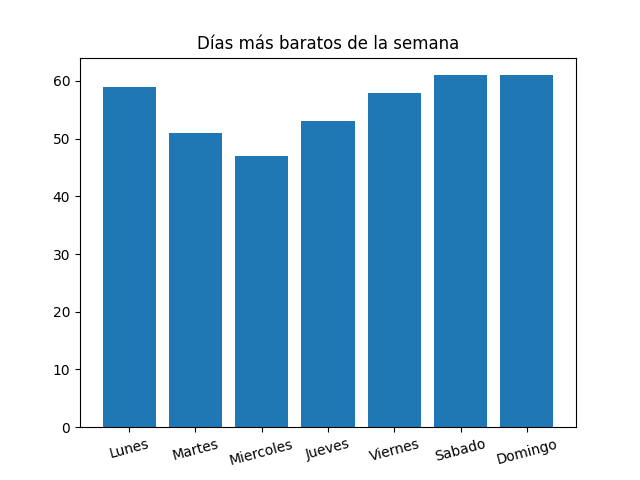 Días más baratos de la semana
60
50
40
30
20
10
0
Lunes
Martes
Miercoles
Jueves
Viernes
Sabado
Domingo